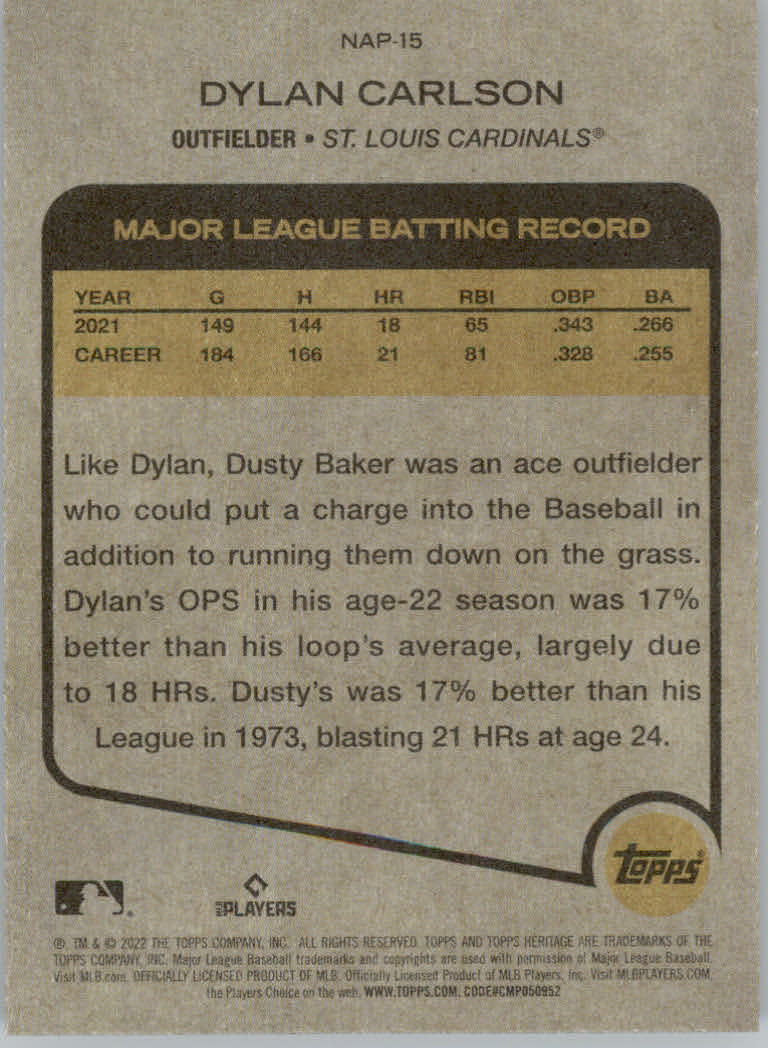 NAP-15
DYLAN CARLSON
OUTFIELDER • ST. LOUIS CARDINALS®
MAJOR LEAGUE BATTING RECORD
YEAR G H HR RBI OBP BA
2021 149 144 18 65 .343 .266
CAREER 184 166 21 81 .328 .255
Like Dylan, Dusty Baker was an ace outfielder
who could put a charge into the Baseball in
addition to running them down on the grass.
Dylan's OPS in his age-22 season was 17%
better than his loop's average, largely due
to 18 HRs. Dusty's was 17% better than his
League in 1973, blasting 21 HRs at age 24.
Topps®
PLAYERS
®, TM & © 2022 THE TOPPS COMPANY, INC. ALL RIGHTS RESERVED. TOPPS AND TOPPS HERITAGE ARE TRADEMARKS OF THE
TOPPS COMPANY, INC. Major League Baseball trademarks and copyrights are used with permission of Major League Baseball.
Visit MLB.com. OFFICIALLY LICENSED PRODUCT OF MLB. Officially Licensed Product of MLB Players, Inc. Visit MLBPLAYERS.COM,
the Players Choice on the web. WWW.TOPPS.COM. CODE#CMP050952